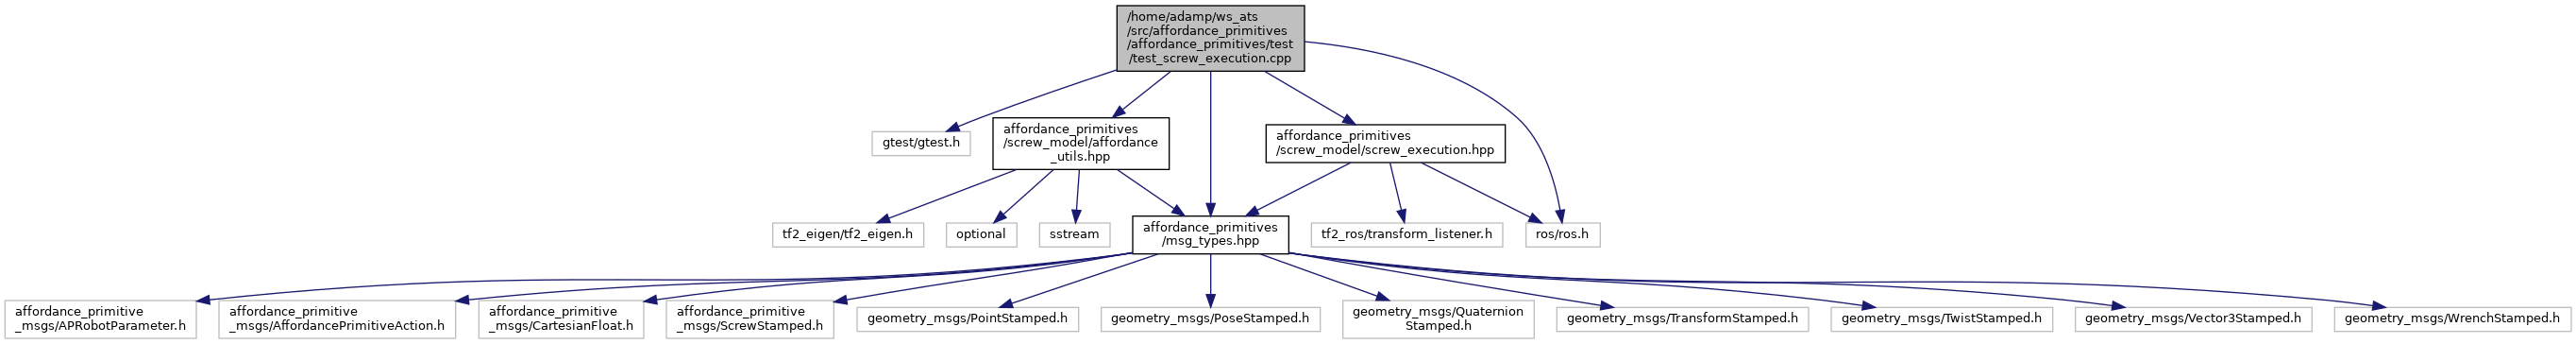 /home/adamp/ws_ats
/src/affordance_primitives
/affordance_primitives/test
/test_screw_execution.cpp
gtest/gtest.h
affordance_primitives
/screw_model/affordance
_utils.hpp
affordance_primitives
/screw_model/screw_execution.hpp
tf2_eigen/tf2_eigen.h
optional
sstream
affordance_primitives
/msg_types.hpp
tf2_ros/transform_listener.h
ros/ros.h
affordance_primitive
_msgs/APRobotParameter.h
affordance_primitive
_msgs/AffordancePrimitiveAction.h
affordance_primitive
_msgs/CartesianFloat.h
affordance_primitive
_msgs/ScrewStamped.h
geometry_msgs/PointStamped.h
geometry_msgs/PoseStamped.h
geometry_msgs/Quaternion
Stamped.h
geometry_msgs/TransformStamped.h
geometry_msgs/TwistStamped.h
geometry_msgs/Vector3Stamped.h
geometry_msgs/WrenchStamped.h